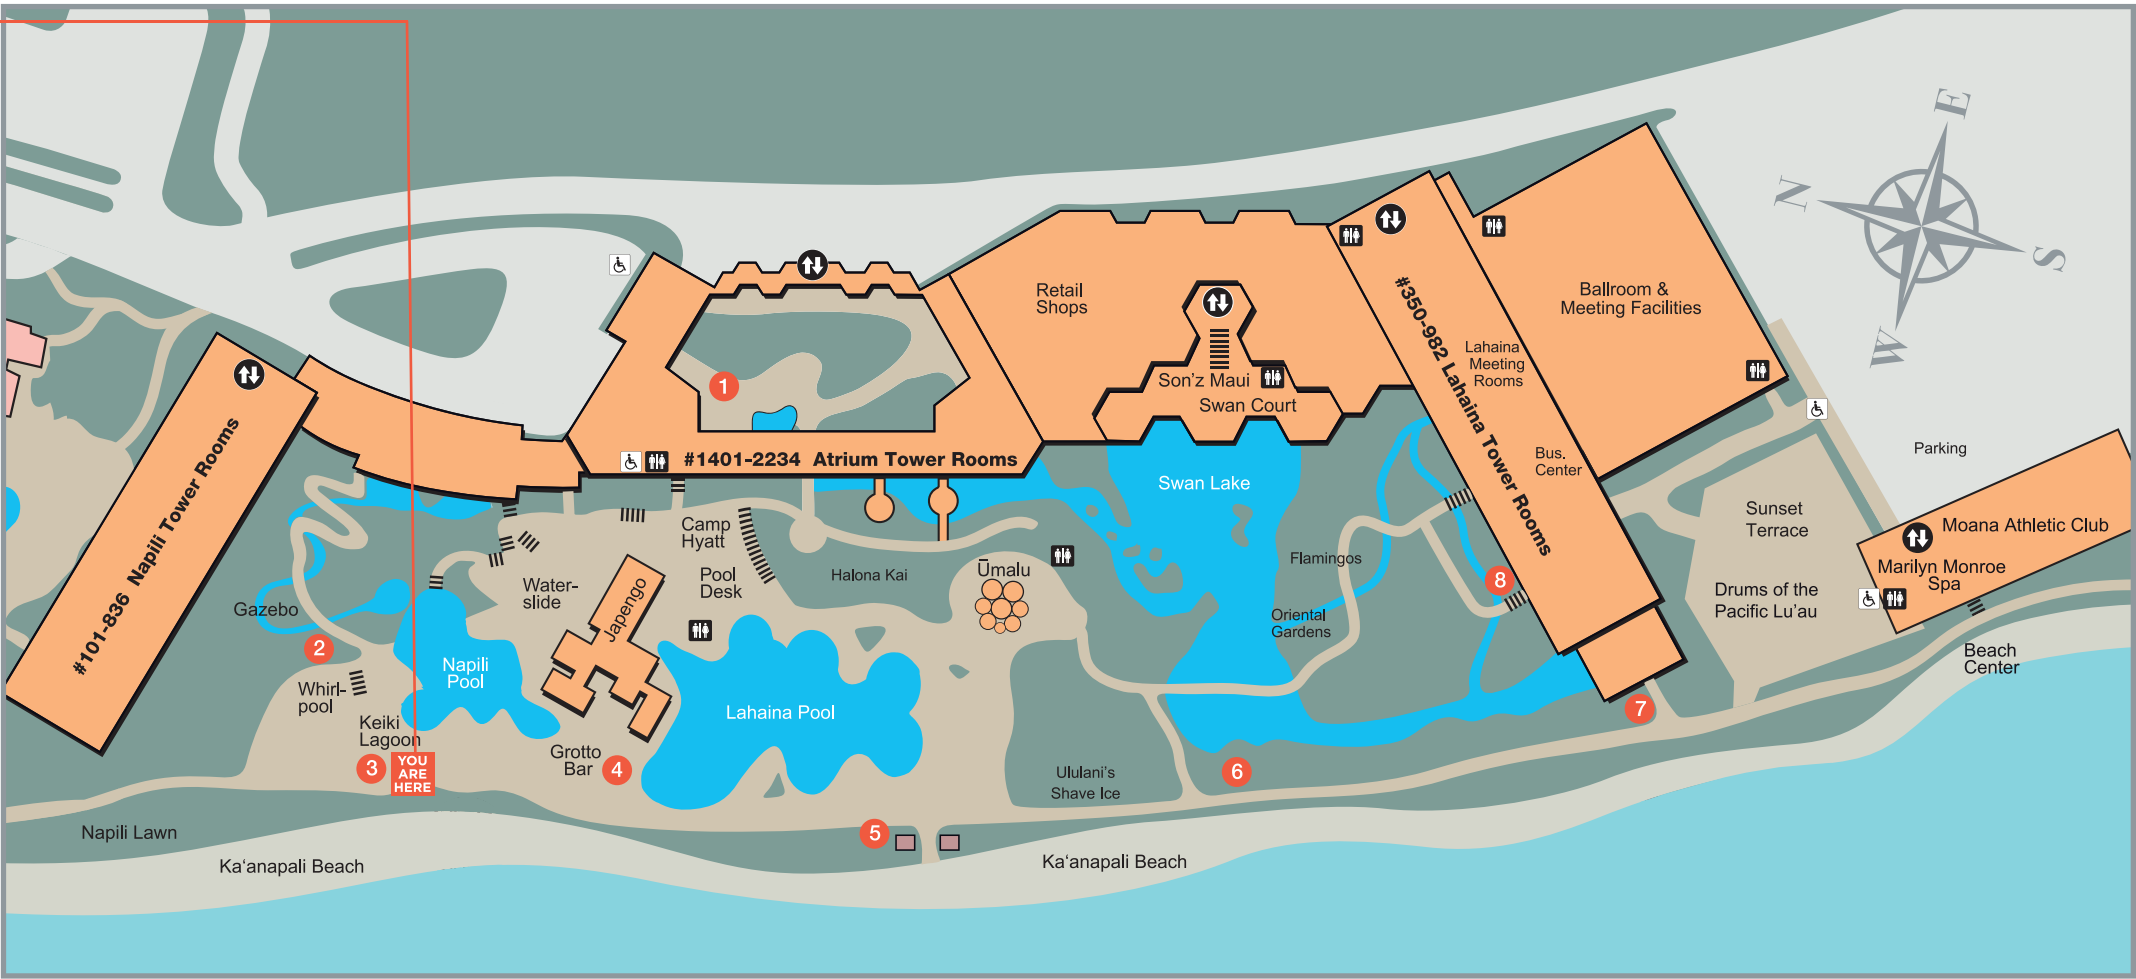 E
N
S
W
Retail
Shops
Ballroom &
Meeting Facilities
#350-982 Lahaina Tower Rooms
Lahaina
Meeting
Rooms
Son'z Maui
Swan Court
1
#1401-2234 Atrium Tower Rooms
#101-836 Napili Tower Rooms
Bus.
Center
Parking
Swan Lake
Sunset
Terrace
Moana Athletic Club
Marilyn Monroe
Spa
Camp
Hyatt
Pool
Desk
Halona Kai
Ūmalu
Flamingos
8
Water-
slide
Japengo
Drums of the
Pacific Lu'au
Gazebo
Oriental
Gardens
2
Napili
Pool
Whirl-
pool
Beach
Center
Lahaina Pool
7
Keiki
Lagoon
3
YOU
ARE
HERE
Grotto
Bar
4
6
Ululani's
Shave Ice
5
Napili Lawn
Ka‘anapali Beach
Ka‘anapali Beach